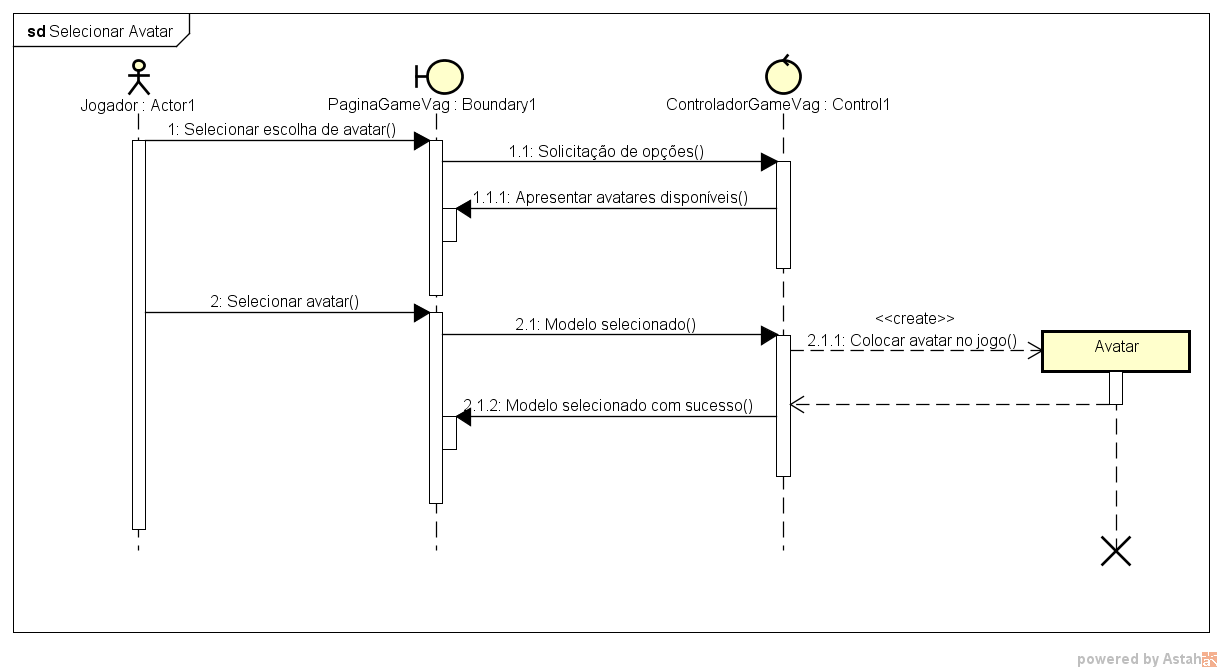 sd Selecionar Avatar
Jogador : Actor1
PaginaGameVag : Boundary1
ControladorGameVag : Control1
1: Selecionar escolha de avatar()
1.1: Solicitação de opções()
1.1.1: Apresentar avatares disponíveis()
2: Selecionar avatar()
2.1: Modelo selecionado()
<<create>>
2.1.1: Colocar avatar no jogo()
Avatar
2.1.2: Modelo selecionado com sucesso()
powered by Astah